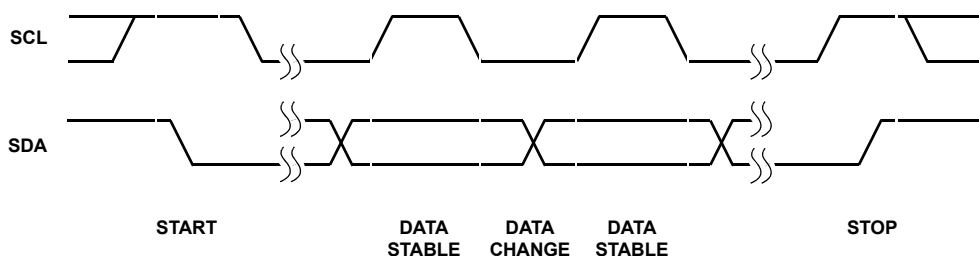 SCL
SDA
START
DATA
STABLE
DATA
CHANGE
DATA
STABLE
STOP